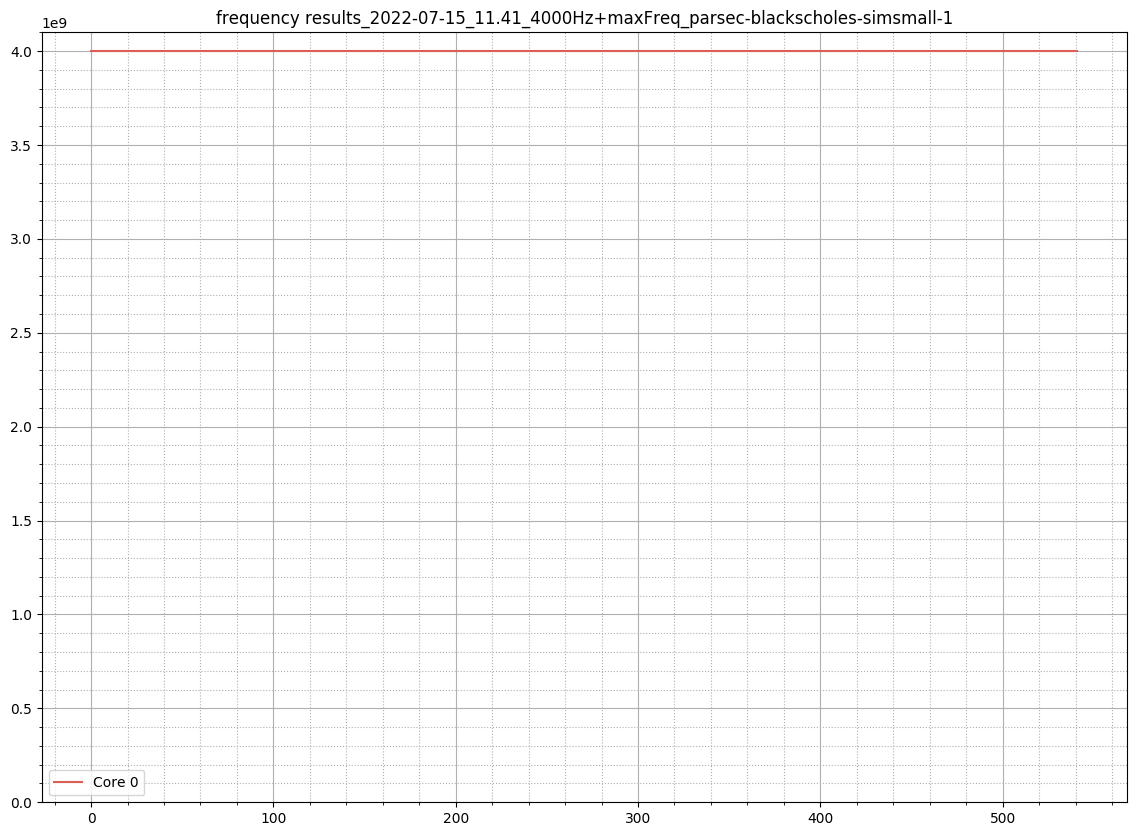 frequency results_2022-07-15_11.41_4000Hz+maxFreq_parsec-blackscholes-simsmall-1
1e9
4.0
3.5
3.0
2.5
2.0
1.5
1.0
0.5
0.0
Core 0
0 100 200 300 400 500